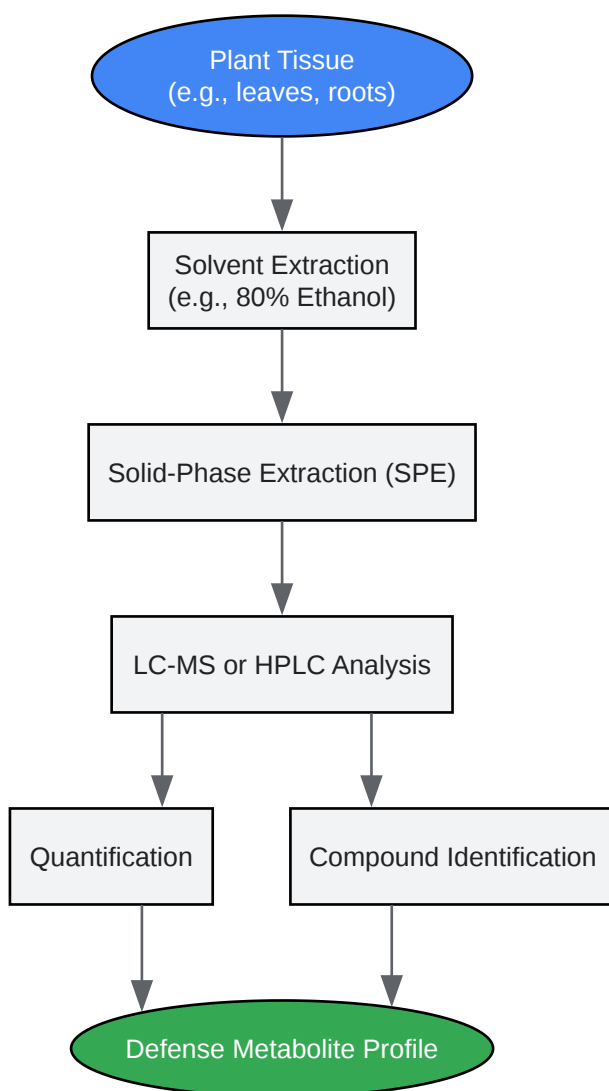 Plant Tissue
(e.g., leaves, roots)
Solvent Extraction
(e.g., 80% Ethanol)
Solid-Phase Extraction (SPE)
LC-MS or HPLC Analysis
Quantification
Compound Identification
Defense Metabolite Profile